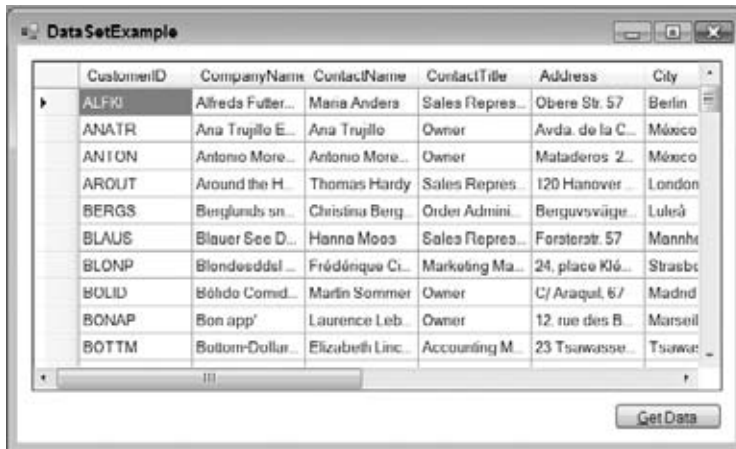 DataSetExample
CustomerID CompanyName ContactName ContactTitle Address City
ALFKI Alfreds Futter... Maria Anders Sales Repres... Obere Str. 57 Berlin
ANATR Ana Trujillo E... Ana Trujillo Owner Avda. de la C... México
ANTON Antonio More... Antonio More... Owner Mataderos 2... México
AROUT Around the H... Thomas Hardy Sales Repres... 120 Hanover ... London
BERGS Berglunds sn... Christina Berg... Order Admini... Berguvsväge... Luleå
BLAUS Blauer See D... Hanna Moos Sales Repres... Forsterstr. 57 Mannhe
BLONP Blondesddsl ... Frédérique Ci... Marketing Ma... 24, place Klé... Strasbo
BOLID Bólido Comid... Martín Sommer Owner C/ Araquil, 67 Madrid
BONAP Bon app' Laurence Leb... Owner 12, rue des B... Marseil
BOTTM Bottom-Dollar... Elizabeth Linc... Accounting M... 23 Tsawasse... Tsawas
Get Data